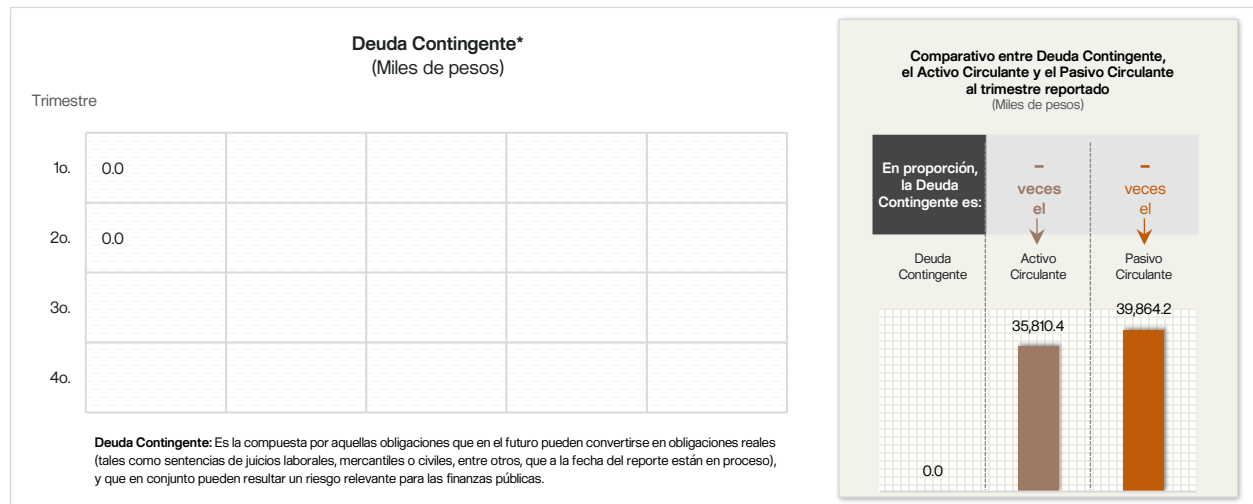 Deuda Contingente*
(Miles de pesos)
Trimestre
1o. 0.0
2o. 0.0
3o.
4o.
Deuda Contingente: Es la compuesta por aquellas obligaciones que en el futuro pueden convertirse en obligaciones reales
(tales como sentencias de juicios laborales, mercantiles o civiles, entre otros, que a la fecha del reporte están en proceso),
y que en conjunto pueden resultar un riesgo relevante para las finanzas públicas.
Comparativo entre Deuda Contingente,
el Activo Circulante y el Pasivo Circulante
al trimestre reportado
(Miles de pesos)
En proporción,
la Deuda
Contingente es:
–
veces
el
–
veces
el
Deuda
Contingente
Activo
Circulante
Pasivo
Circulante
0.0
35,810.4
39,864.2